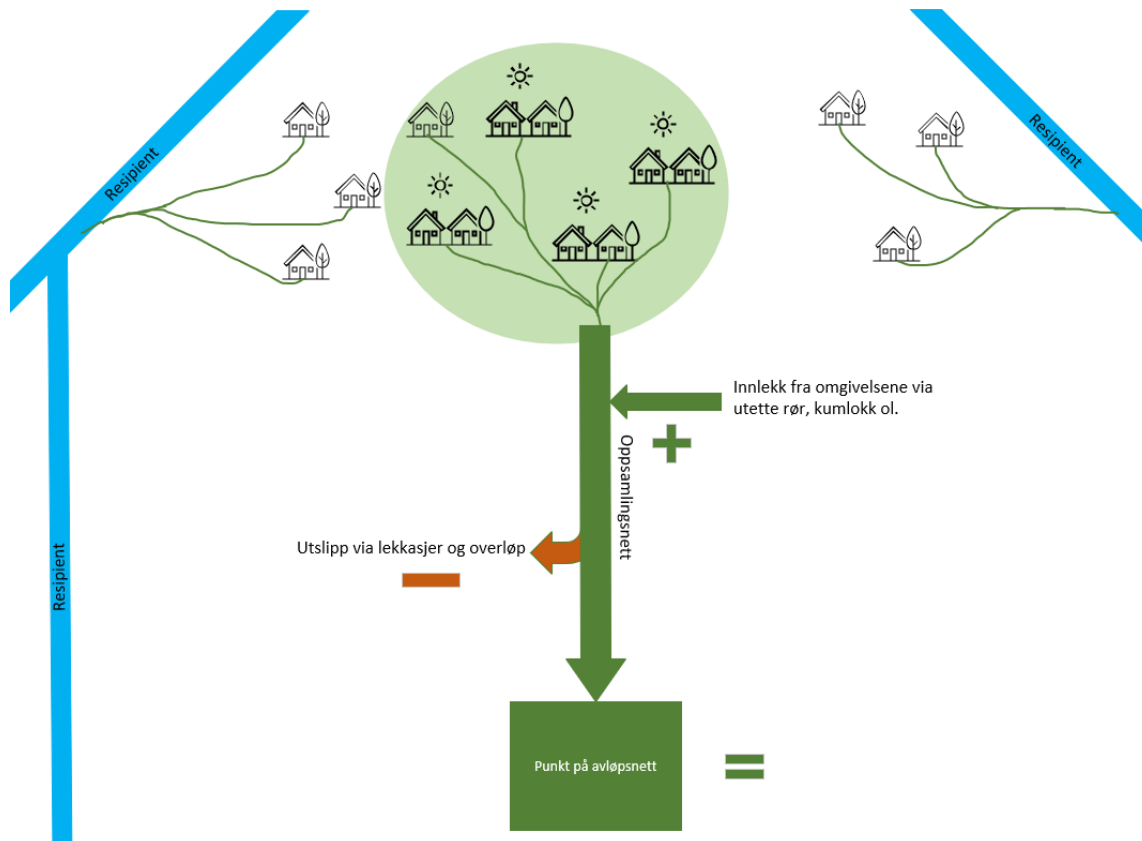 Resipient
Resipient
Innlekk fra omgivelsene via
utette rør, kumlokk ol.
Oppsamlingsnett
Utslipp via lekkasjer og overløp
Resipient
Punkt på avløpsnett